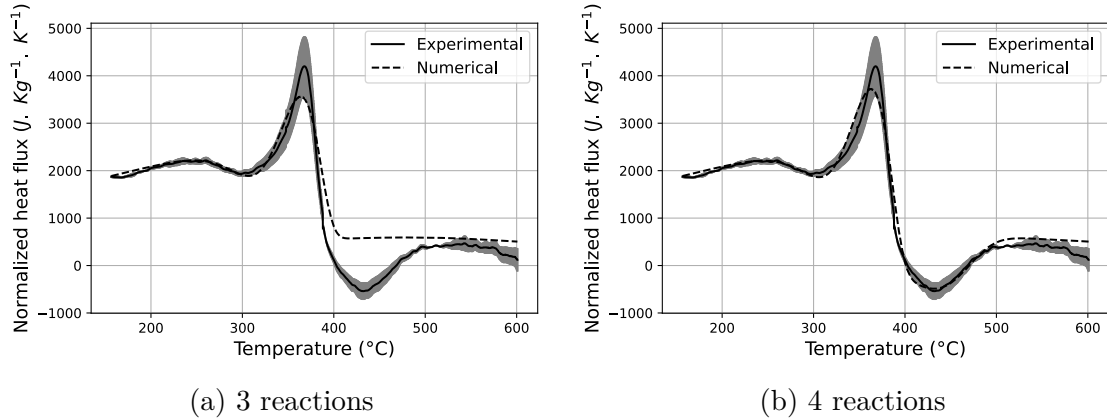 Normalized heat flux (J. Kg⁻¹. K⁻¹)
5000
4000
3000
2000
1000
0
−1000
200
300
400
500
600
Temperature (°C)
Experimental
Numerical
(a) 3 reactions
Normalized heat flux (J. Kg⁻¹. K⁻¹)
5000
4000
3000
2000
1000
0
−1000
200
300
400
500
600
Temperature (°C)
Experimental
Numerical
(b) 4 reactions